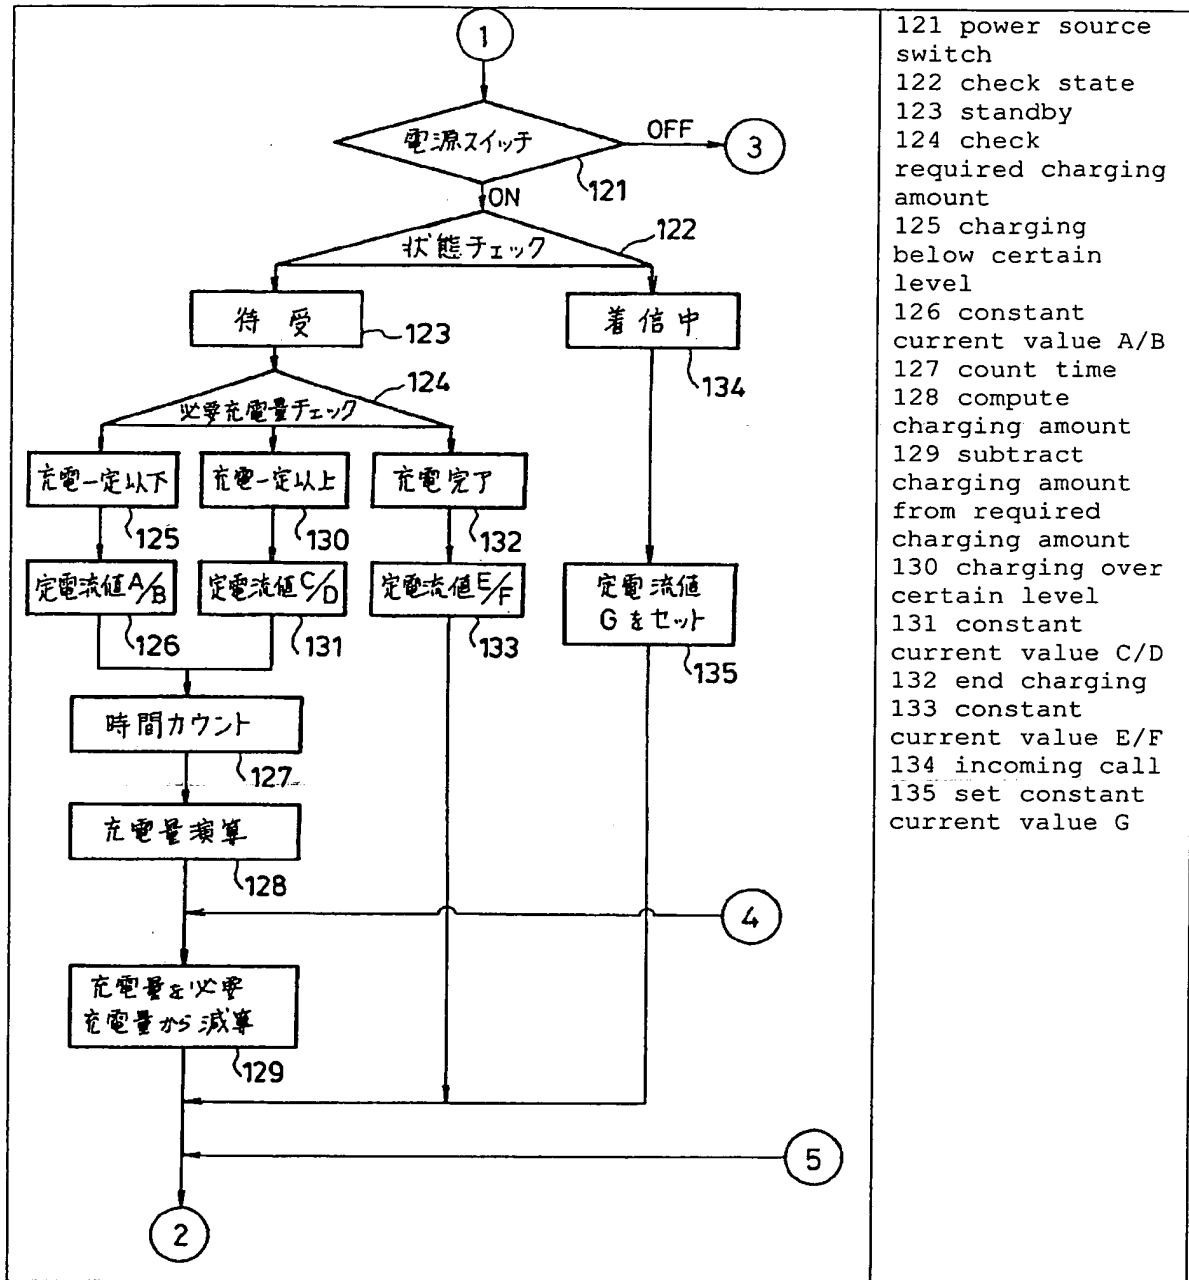 1
電源スイッチ
OFF
3
121
ON
状態チェック
122
待受
123
着信中
134
124
必要充電量チェック
充電一定以下
125
充電一定以上
130
充電完了
132
定電流値A/B
126
定電流値C/D
131
定電流値E/F
133
定電流値
Gをセット
135
時間カウント
127
充電量演算
128
4
充電量を必要
充電量から減算
129
5
2
121 power source
switch
122 check state
123 standby
124 check
required charging
amount
125 charging
below certain
level
126 constant
current value A/B
127 count time
128 compute
charging amount
129 subtract
charging amount
from required
charging amount
130 charging over
certain level
131 constant
current value C/D
132 end charging
133 constant
current value E/F
134 incoming call
135 set constant
current value G